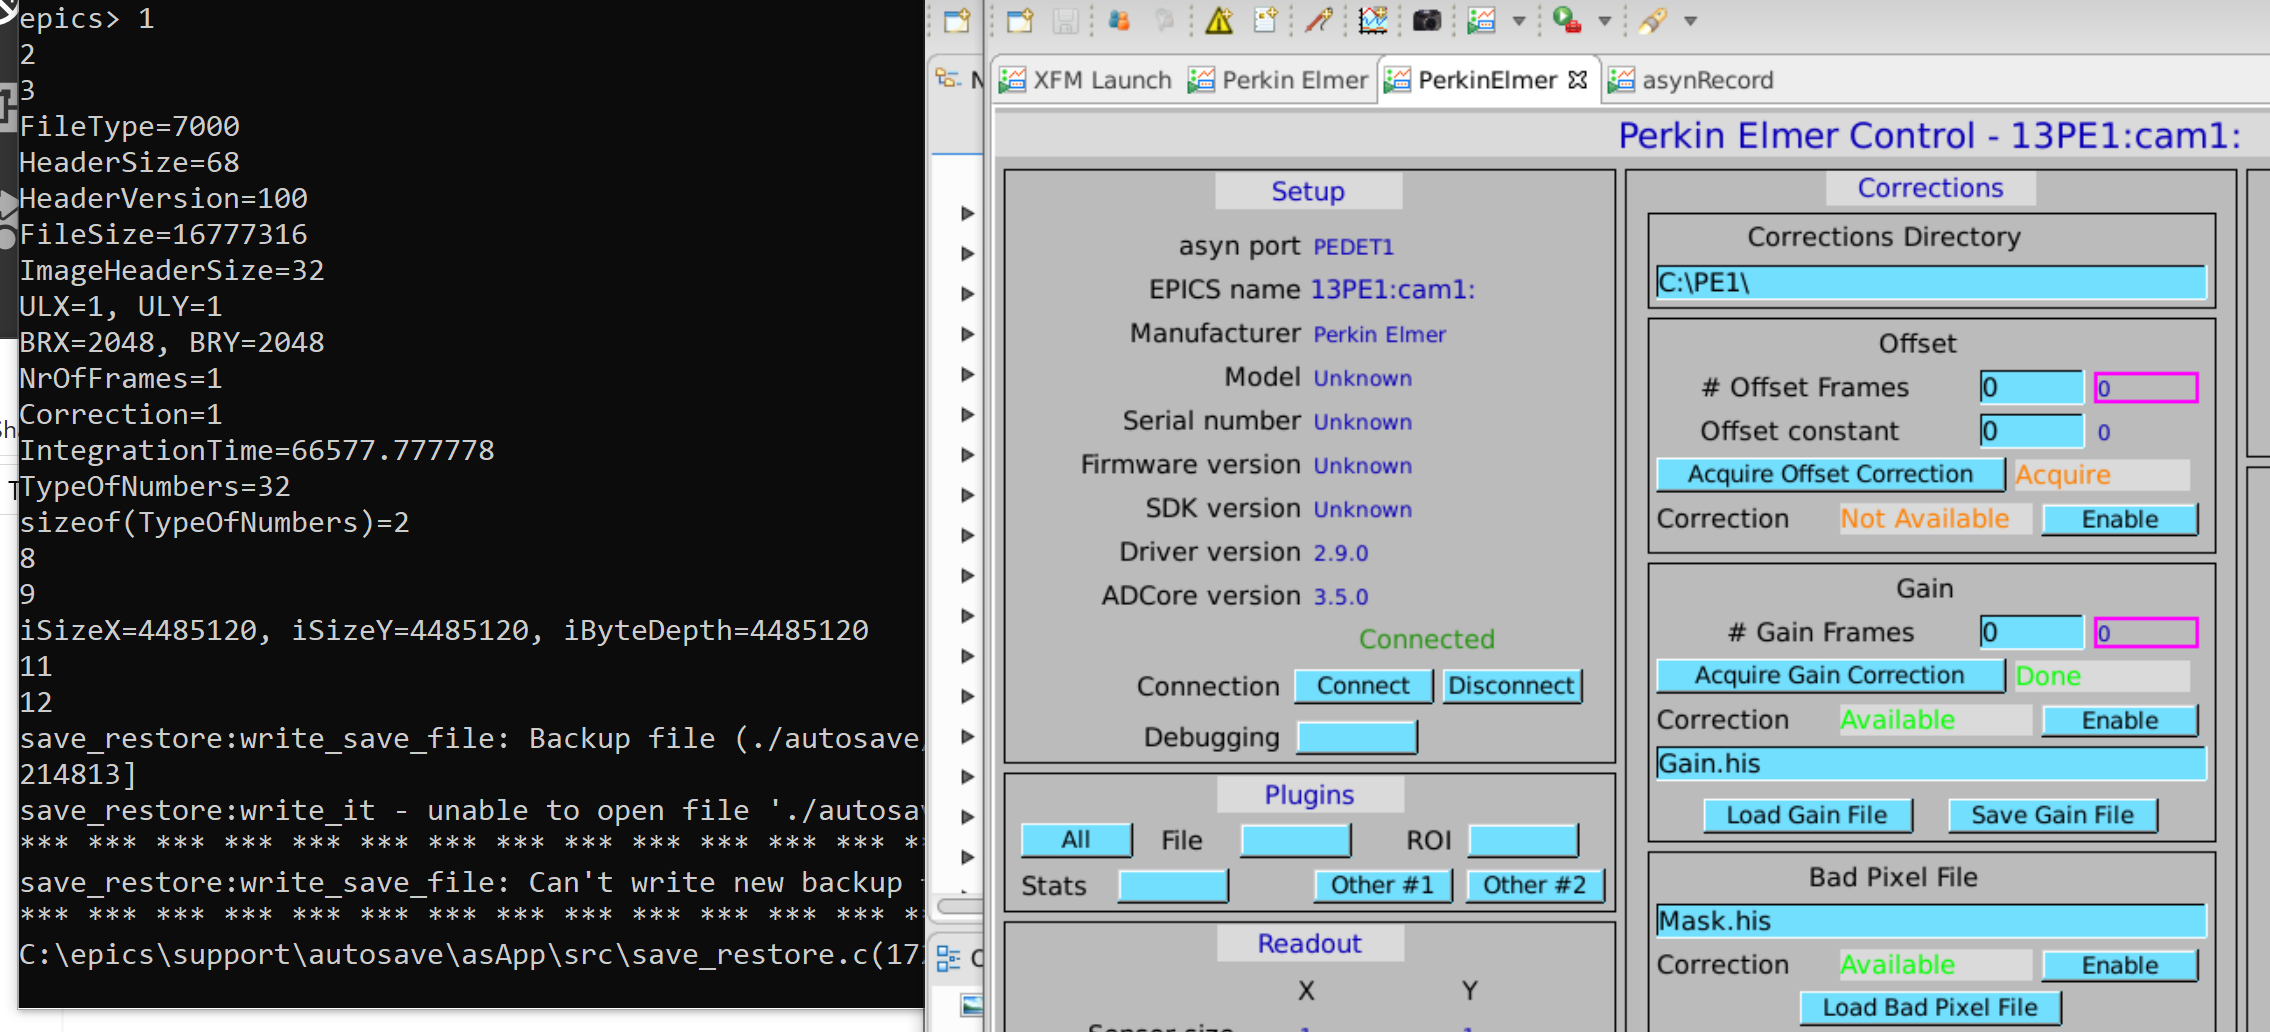 epics> 1
2
3
FileType=7000
HeaderSize=68
HeaderVersion=100
FileSize=16777316
ImageHeaderSize=32
ULX=1, ULY=1
BRX=2048, BRY=2048
NrOfFrames=1
Correction=1
IntegrationTime=66577.777778
TypeOfNumbers=32
sizeof(TypeOfNumbers)=2
8
9
iSizeX=4485120, iSizeY=4485120, iByteDepth=4485120
11
12
save_restore:write_save_file: Backup file (./autosave/
214813]
save_restore:write_it - unable to open file './autosav
*** *** *** *** *** *** *** *** *** *** *** *** *** **
save_restore:write_save_file: Can't write new backup
*** *** *** *** *** *** *** *** *** *** *** *** *** **
C:\epics\support\autosave\asApp\src\save_restore.c(17
XFM Launch
Perkin Elmer
PerkinElmer
asynRecord
Perkin Elmer Control - 13PE1:cam1:
Setup
asyn port PEDET1
EPICS name 13PE1:cam1:
Manufacturer Perkin Elmer
Model Unknown
Serial number Unknown
Firmware version Unknown
SDK version Unknown
Driver version 2.9.0
ADCore version 3.5.0
Connected
Connection Connect Disconnect
Debugging
Plugins
All File ROI
Stats Other #1 Other #2
Readout
X Y
Sensor size
Corrections
Corrections Directory
C:\PE1\
Offset
# Offset Frames 0 0
Offset constant 0 0
Acquire Offset Correction Acquire
Correction Not Available Enable
Gain
# Gain Frames 0 0
Acquire Gain Correction Done
Correction Available Enable
Gain.his
Load Gain File Save Gain File
Bad Pixel File
Mask.his
Correction Available Enable
Load Bad Pixel File